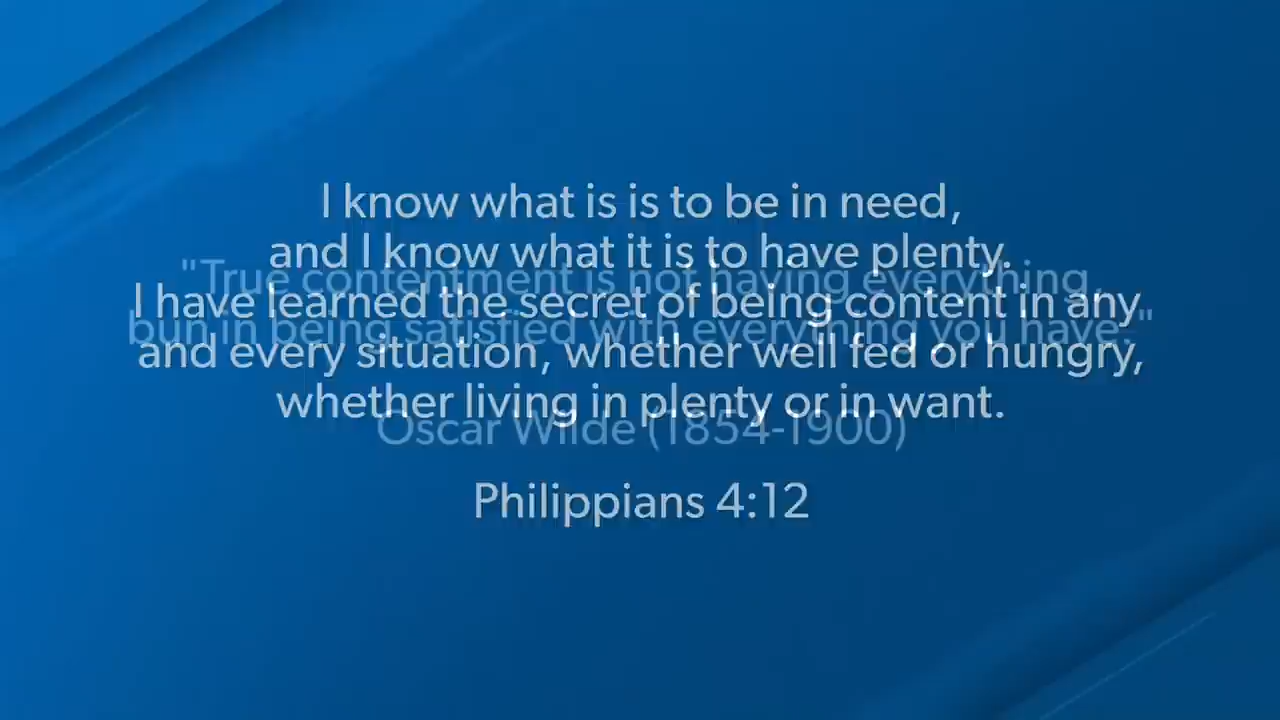 I know what is is to be in need,
and I know what it is to have plenty.
"True contentment is not having everything,
I have learned the secret of being content in any
bun in being satisfied with everything you have."
and every situation, whether well fed or hungry,
whether living in plenty or in want.
Oscar Wilde (1854-1900)
Philippians 4:12